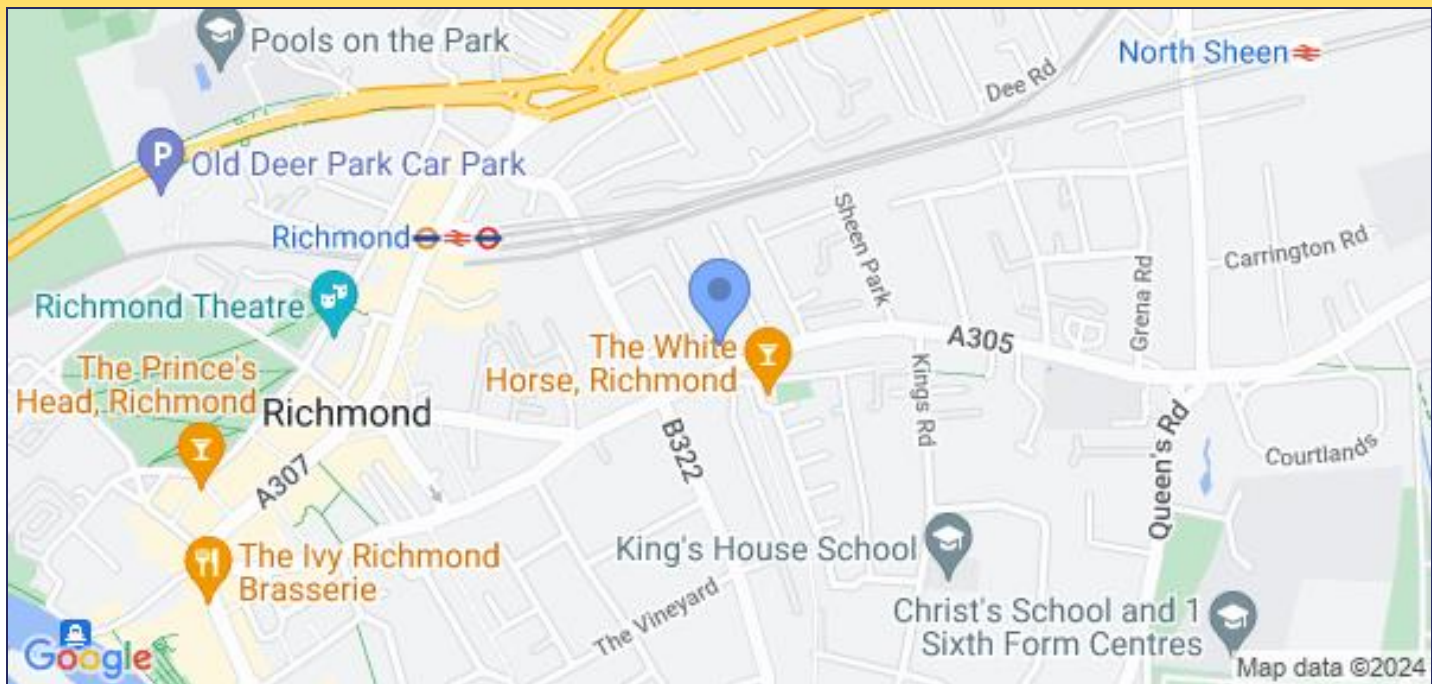 Pools on the Park
North Sheen
Dee Rd
P
Old Deer Park Car Park
Richmond
Sheen Park
Carrington Rd
Richmond Theatre
Grena Rd
The White
Horse, Richmond
A305
The Prince's
Head, Richmond
Richmond
Kings Rd
B322
Queen's Rd
Courtlands
A307
King's House School
The Ivy Richmond
Brasserie
The Vineyard
Christ's School and 1
Sixth Form Centres
Google
Map data ©2024